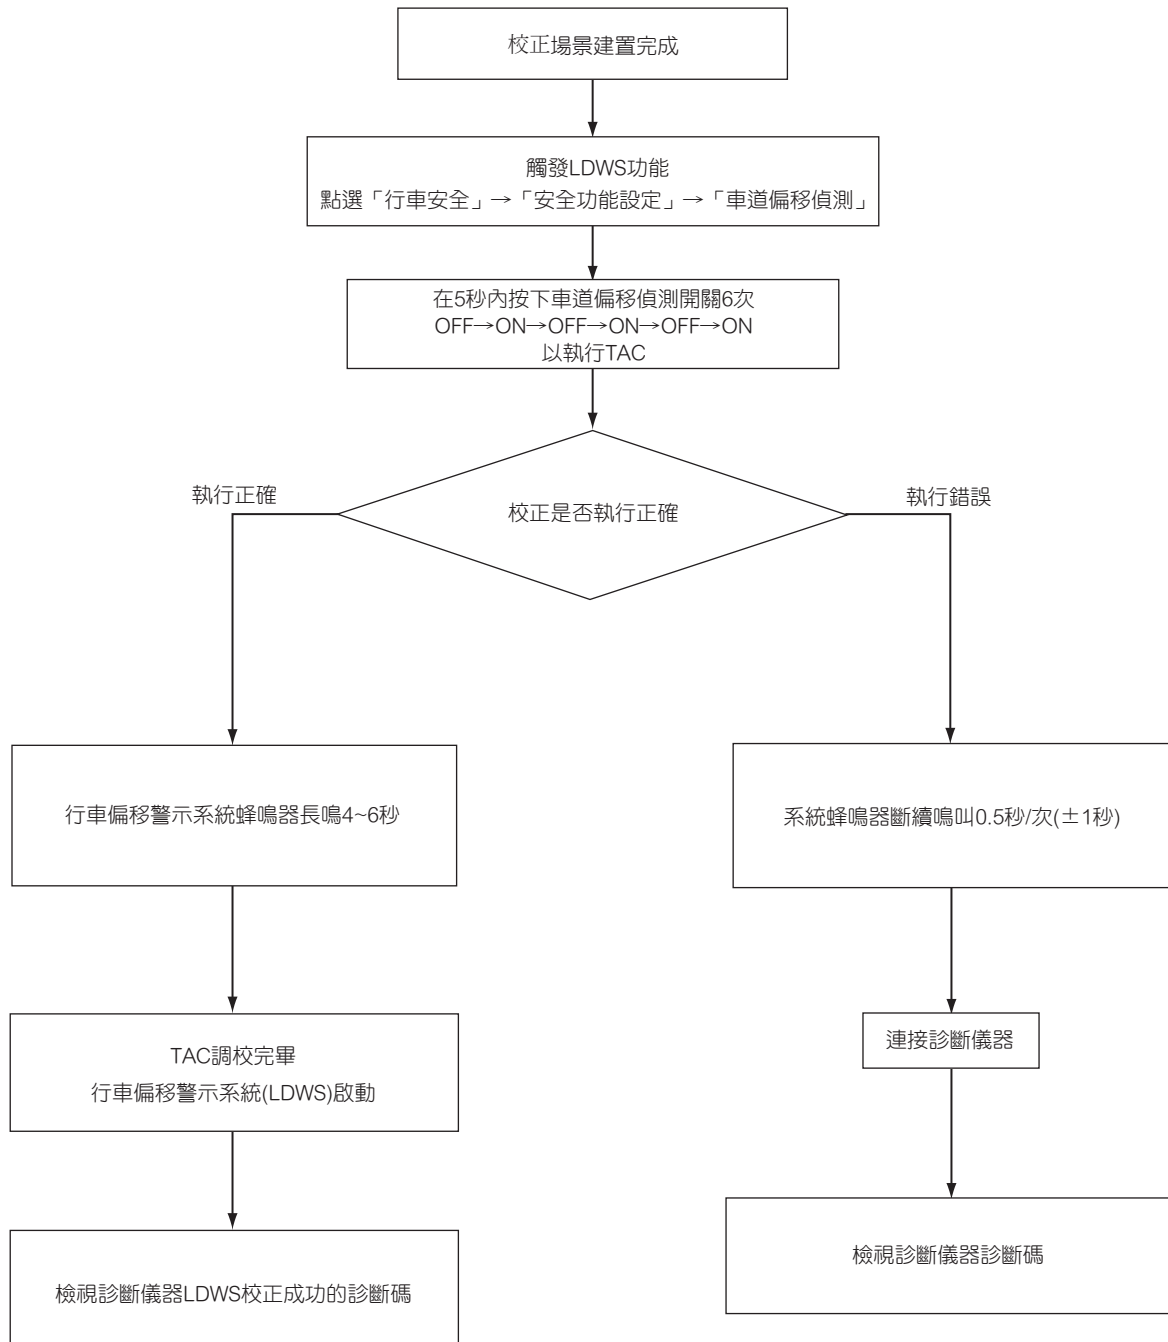 校正場景建置完成
觸發LDWS功能
點選「行車安全」→「安全功能設定」→「車道偏移偵測」
在5秒內按下車道偏移偵測開關6次
OFF→ON→OFF→ON→OFF→ON
以執行TAC
執行正確
校正是否執行正確
執行錯誤
行車偏移警示系統蜂鳴器長鳴4~6秒
系統蜂鳴器斷續鳴叫0.5秒/次(±1秒)
TAC調校完畢
行車偏移警示系統(LDWS)啟動
連接診斷儀器
檢視診斷儀器LDWS校正成功的診斷碼
檢視診斷儀器診斷碼